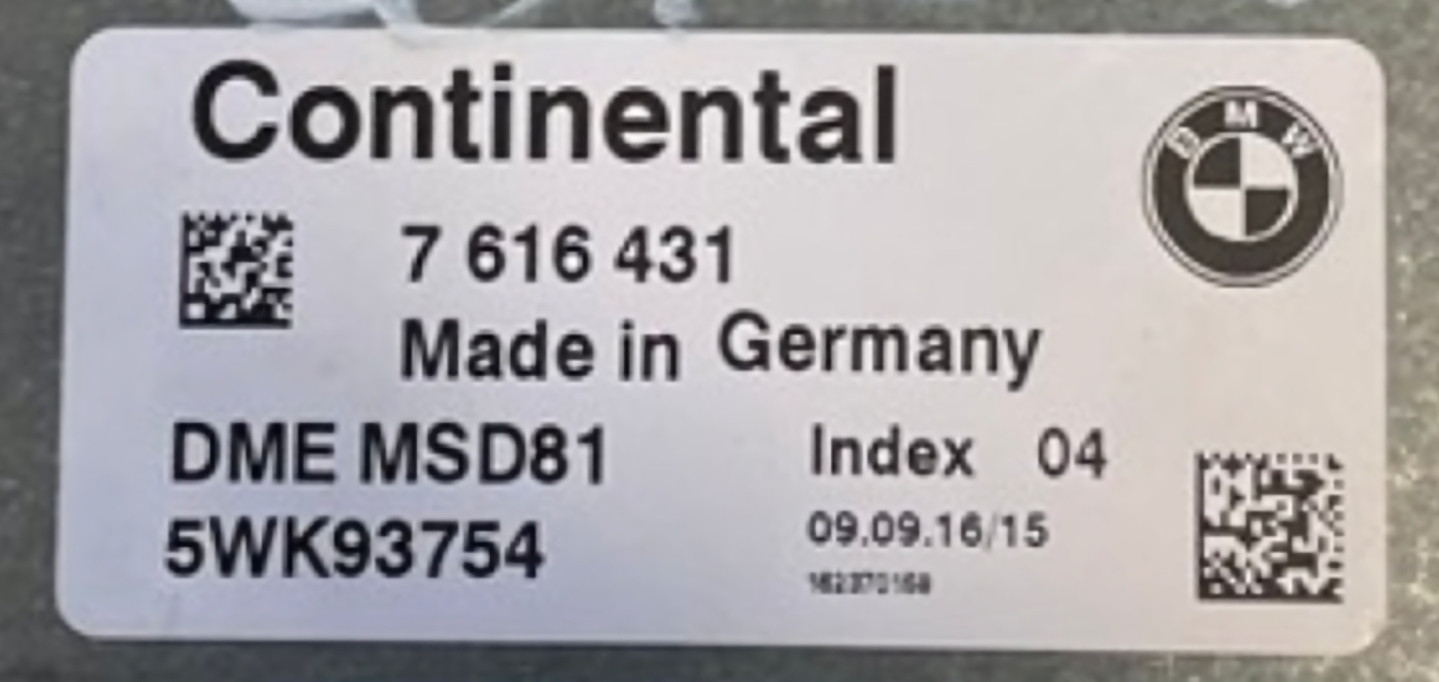 Continental
BMW
7 616 431
Made in Germany
DME MSD81
Index 04
5WK93754
09.09.16/15